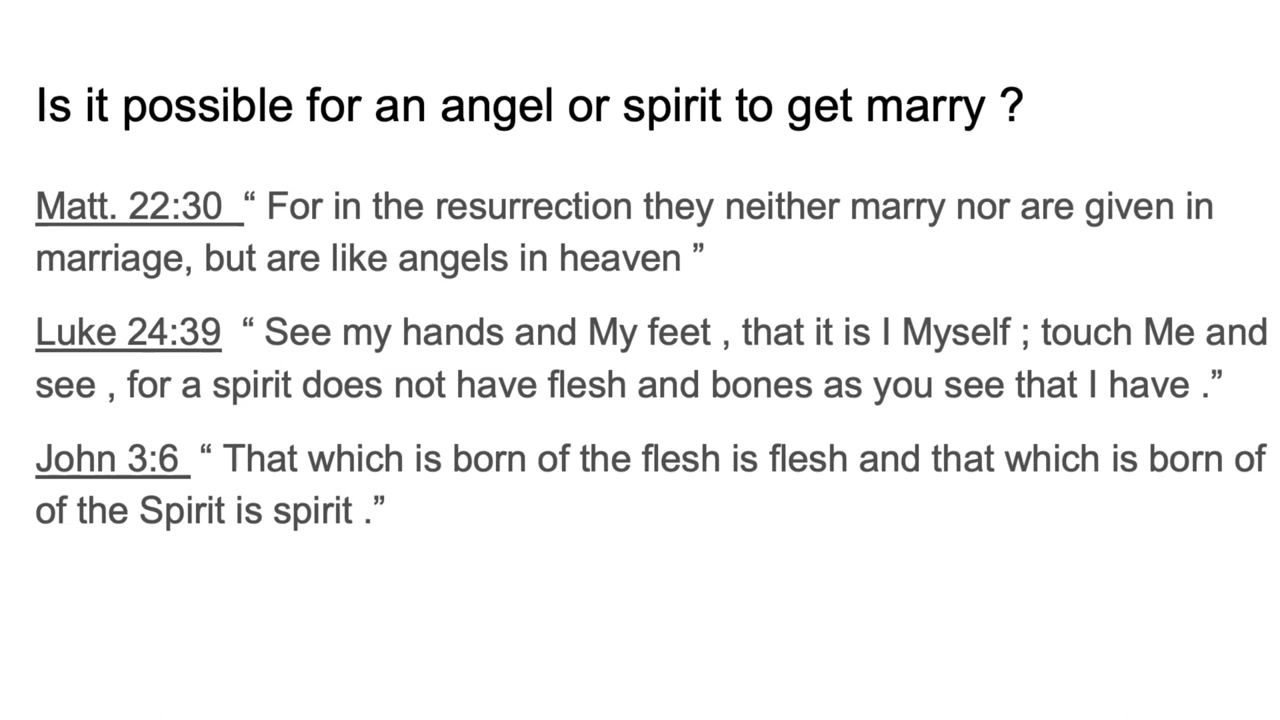 Is it possible for an angel or spirit to get marry ?
Matt. 22:30 “ For in the resurrection they neither marry nor are given in
marriage, but are like angels in heaven ”
Luke 24:39 “ See my hands and My feet , that it is I Myself ; touch Me and
see , for a spirit does not have flesh and bones as you see that I have .”
John 3:6 “ That which is born of the flesh is flesh and that which is born of
of the Spirit is spirit .”